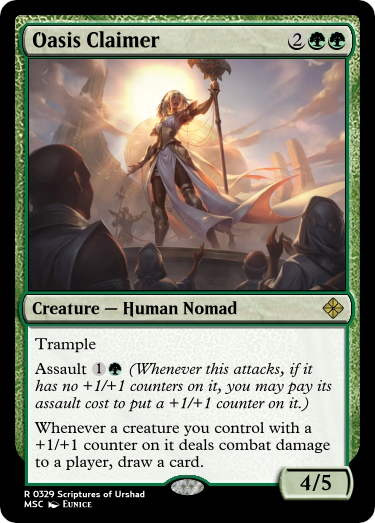 Oasis Claimer 2
Creature — Human Nomad
Trample
Assault 1 (Whenever this attacks, if it
has no +1/+1 counters on it, you may pay its
assault cost to put a +1/+1 counter on it.)
Whenever a creature you control with a
+1/+1 counter on it deals combat damage
to a player, draw a card.
4/5
R 0329 Scriptures of Urshad
MSC Eunice